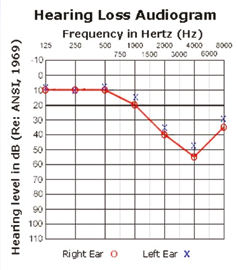 Hearing Loss Audiogram
Frequency in Hertz (Hz)
125 250 500 1000 2000 4000 8000
750 1500 3000 6000
Hearing level in dB (Re: ANSI, 1969)
-10
0
10
20
30
40
50
60
70
80
90
100
110
Right Ear O Left Ear X